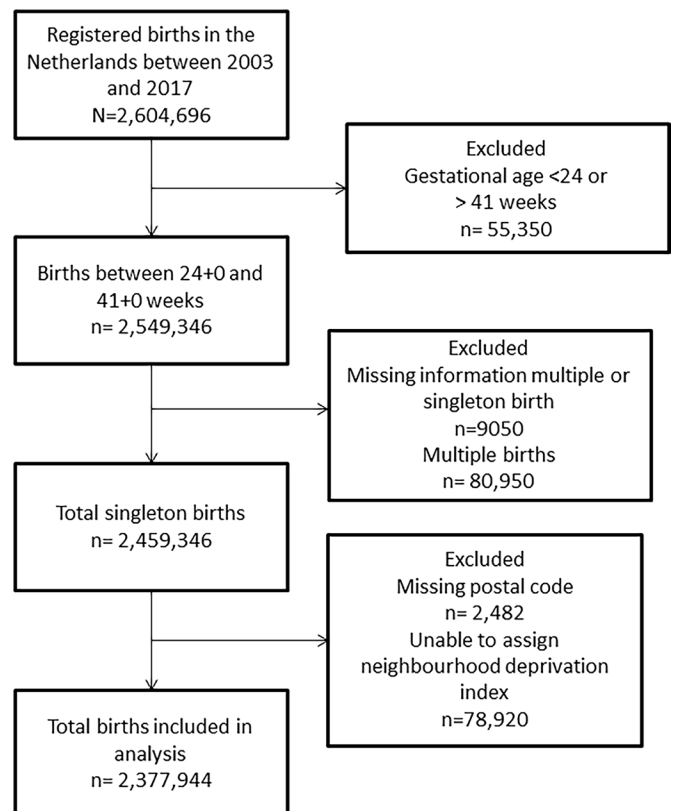 Registered births in the
Netherlands between 2003
and 2017
N=2,604,696
Excluded
Gestational age <24 or
> 41 weeks
n= 55,350
Births between 24+0 and
41+0 weeks
n= 2,549,346
Excluded
Missing information multiple or
singleton birth
n=9050
Multiple births
n= 80,950
Total singleton births
n= 2,459,346
Excluded
Missing postal code
n= 2,482
Unable to assign
neighbourhood deprivation
index
n=78,920
Total births included in
analysis
n= 2,377,944